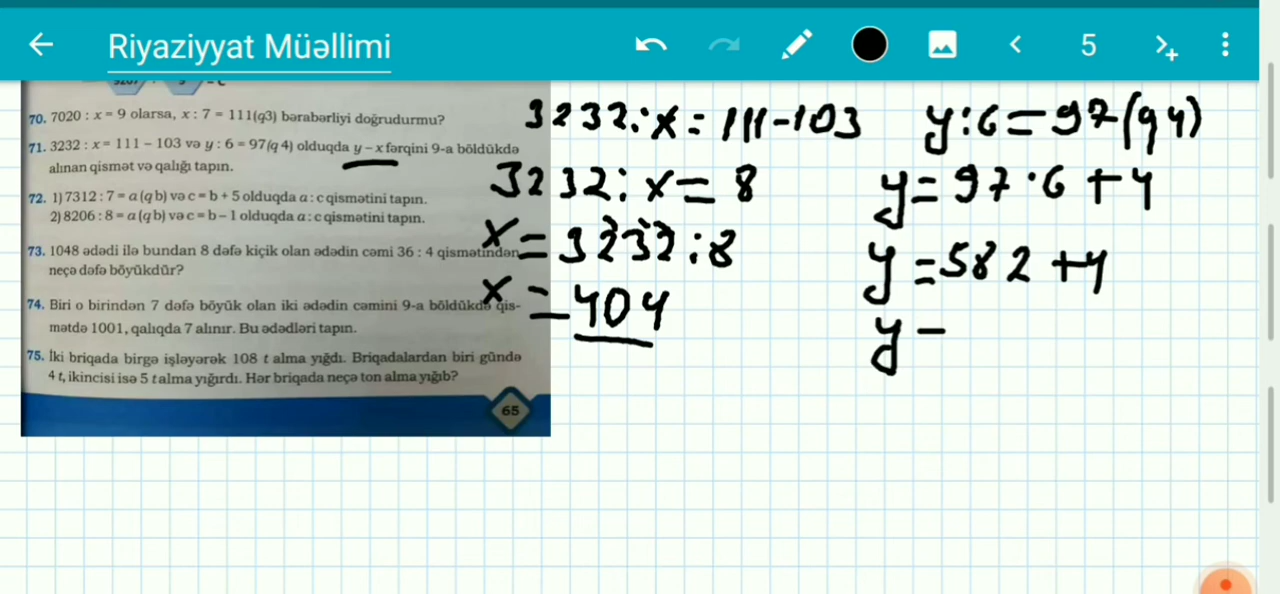 Riyaziyyat Müəllimi
5
70. 7020 : x = 9 olarsa, x : 7 = 111(q3) bərabərliyi doğrudurmu?
71. 3232 : x = 111 – 103 və y : 6 = 97(q 4) olduqda y – x fərqini 9-a böldükdə
alınan qismət və qalığı tapın.
72. 1) 7312 : 7 = a (q b) və c = b + 5 olduqda a : c qismətini tapın.
2) 8206 : 8 = a (q b) və c = b – 1 olduqda a : c qismətini tapın.
73. 1048 ədədi ilə bundan 8 dəfə kiçik olan ədədin cəmi 36 : 4 qismətindən
neçə dəfə böyükdür?
74. Biri o birindən 7 dəfə böyük olan iki ədədin cəmini 9-a böldükdə qis-
mətdə 1001, qalıqda 7 alınır. Bu ədədləri tapın.
75. İki briqada birgə işləyərək 108 t alma yığdı. Briqadalardan biri gündə
4 t, ikincisi isə 5 t alma yığırdı. Hər briqada neçə ton alma yığıb?
65
3232 : x = 111 - 103
3232 : x = 8
x = 3232 : 8
x = 404
y : 6 = 97 (q 4)
y = 97 · 6 + 4
y = 582 + 4
y =